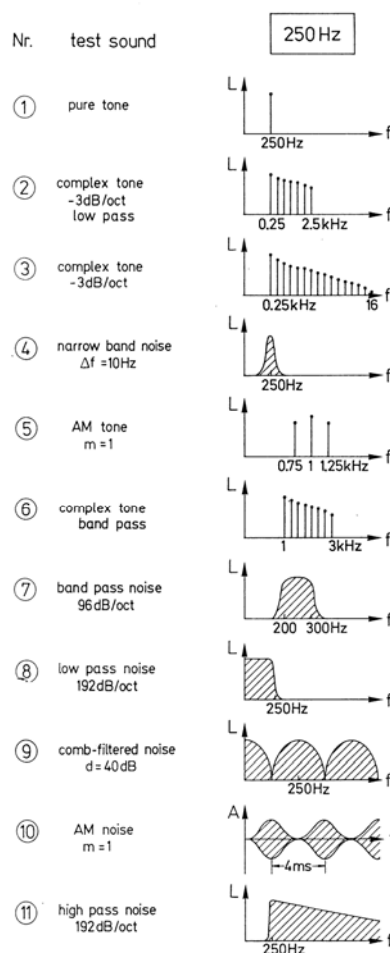 Nr. test sound 250 Hz
① pure tone
L
f
250Hz
② complex tone
-3dB/oct
low pass
L
f
0,25 2.5kHz
③ complex tone
-3dB/oct
L
f
0.25kHz 16
④ narrow band noise
Δf = 10Hz
L
f
250Hz
⑤ AM tone
m = 1
L
f
0.75 1 1,25kHz
⑥ complex tone
band pass
L
f
1 3kHz
⑦ band pass noise
96dB/oct
L
f
200 300Hz
⑧ low pass noise
192dB/oct
L
f
250Hz
⑨ comb-filtered noise
d = 40dB
L
f
250Hz
⑩ AM noise
m = 1
A
4ms
⑪ high pass noise
192dB/oct
L
f
250Hz